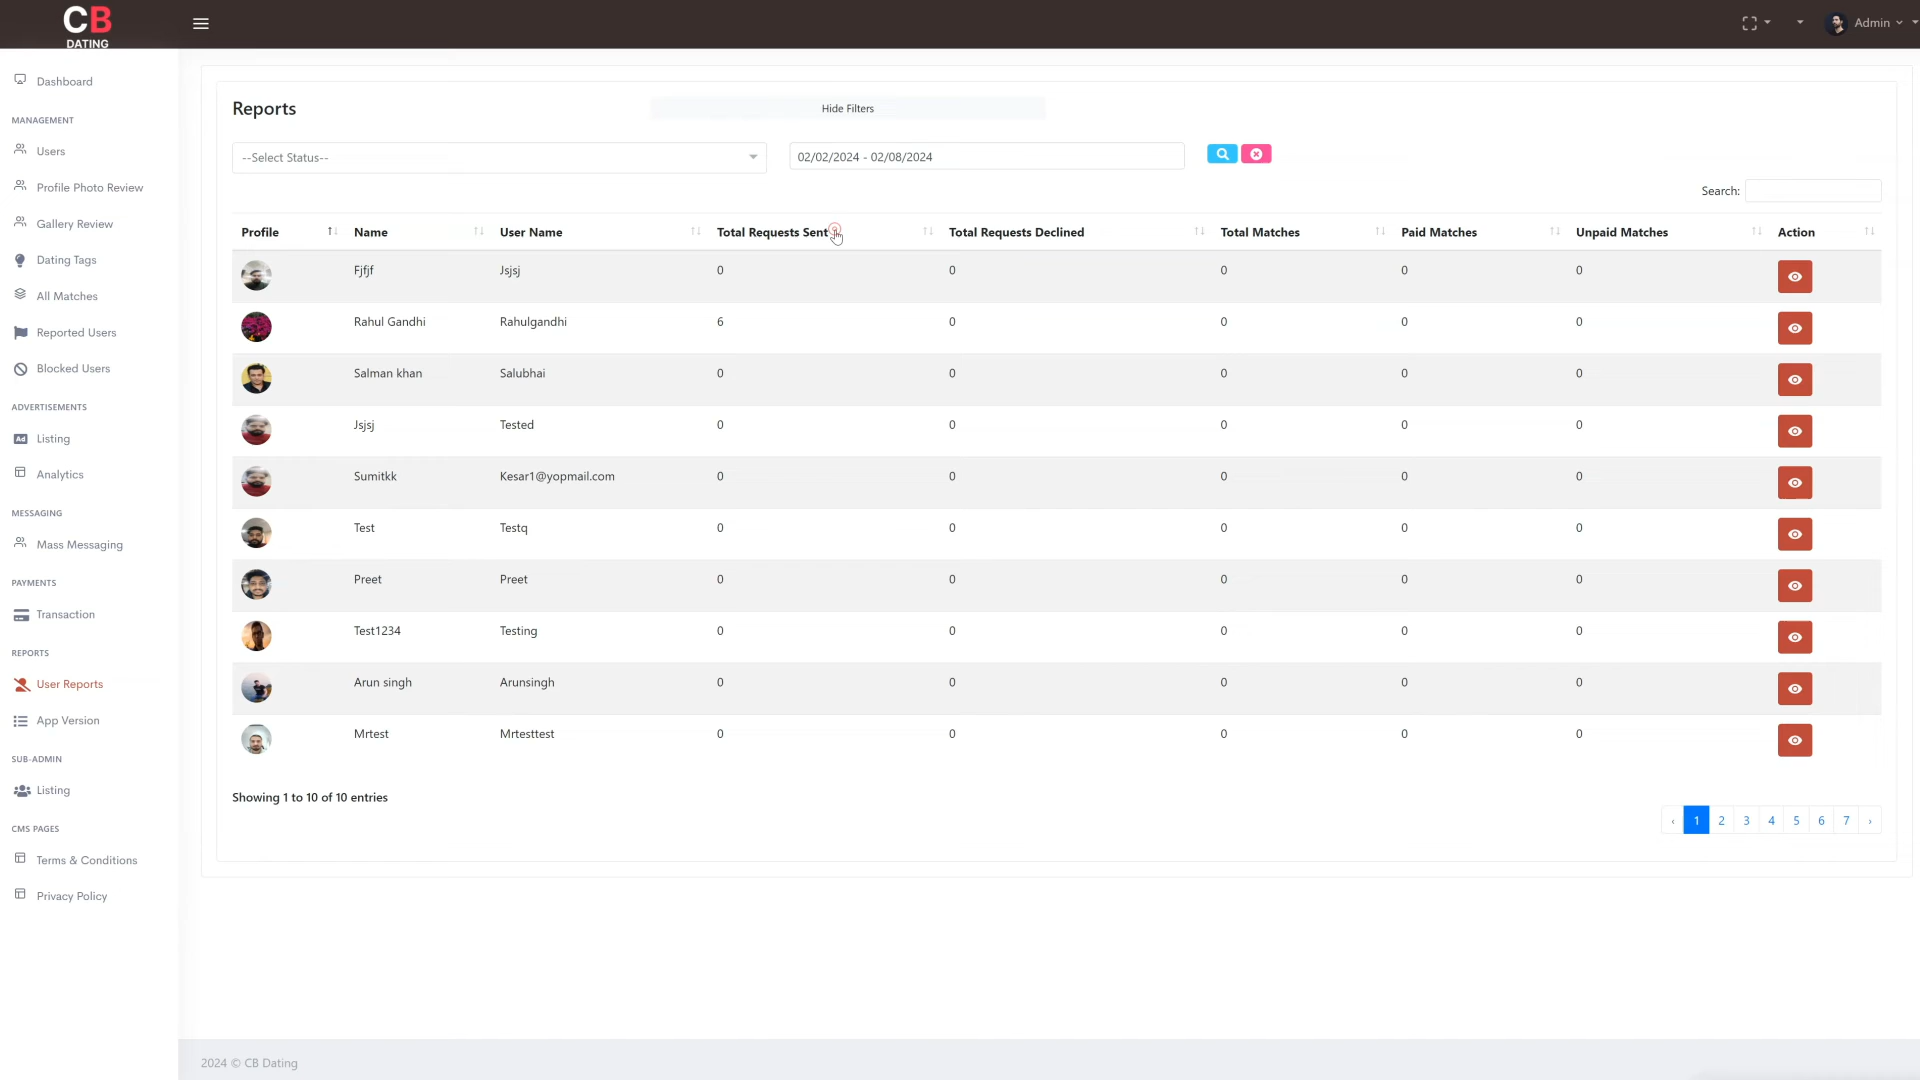 CB
DATING
Admin
Dashboard
MANAGEMENT
Users
Profile Photo Review
Gallery Review
Dating Tags
All Matches
Reported Users
Blocked Users
ADVERTISEMENTS
Ad Listing
Analytics
MESSAGING
Mass Messaging
PAYMENTS
Transaction
REPORTS
User Reports
App Version
SUB-ADMIN
Listing
CMS PAGES
Terms & Conditions
Privacy Policy
Reports
Hide Filters
--Select Status--
02/02/2024 - 02/08/2024
Search:
Profile Name User Name Total Requests Sent Total Requests Declined Total Matches Paid Matches Unpaid Matches Action
Fjfjf Jsjsj 0 0 0 0 0
Rahul Gandhi Rahulgandhi 6 0 0 0 0
Salman khan Salubhai 0 0 0 0 0
Jsjsj Tested 0 0 0 0 0
Sumitkk Kesar1@yopmail.com 0 0 0 0 0
Test Testq 0 0 0 0 0
Preet Preet 0 0 0 0 0
Test1234 Testing 0 0 0 0 0
Arun singh Arunsingh 0 0 0 0 0
Mrtest Mrtesttest 0 0 0 0 0
Showing 1 to 10 of 10 entries
‹ 1 2 3 4 5 6 7 ›
2024 © CB Dating